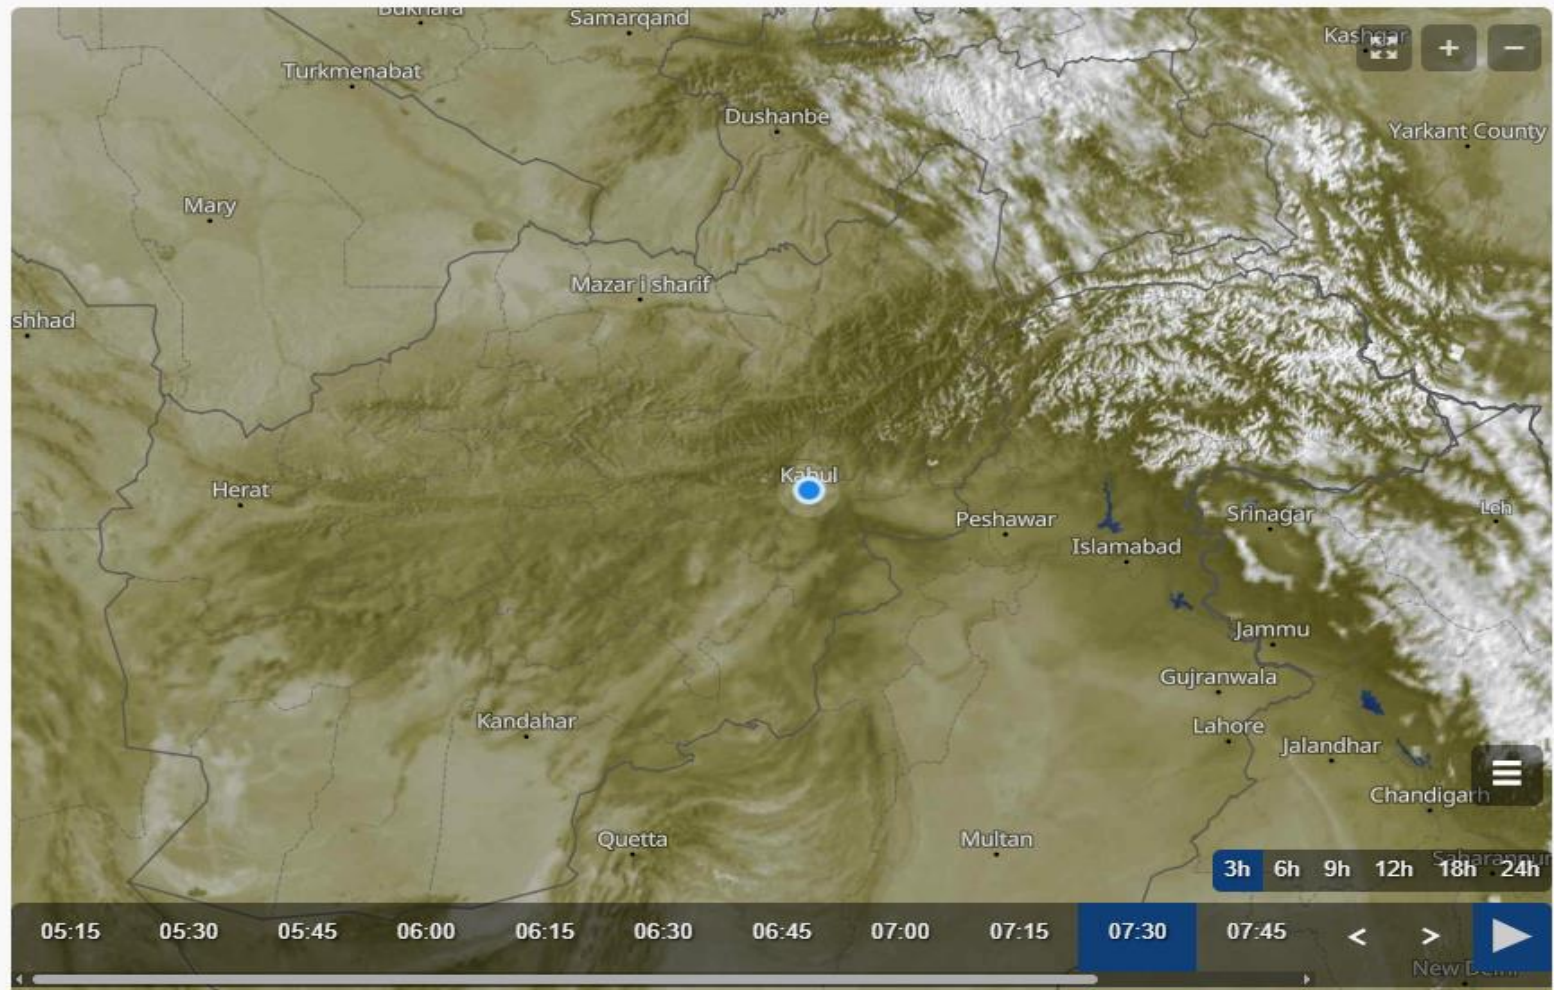 Bukhara
Samarqand
Kashgar
+
−
Turkmenabat
Dushanbe
Yarkant County
Mary
Mazar i sharif
shhad
Kabul
Herat
Peshawar
Srinagar
Leh
Islamabad
Jammu
Gujranwala
Kandahar
Lahore
Jalandhar
Chandigarh
Quetta
Multan
Saharanpur
3h 6h 9h 12h 18h 24h
05:15 05:30 05:45 06:00 06:15 06:30 06:45 07:00 07:15 07:30 07:45 < >
New Delhi